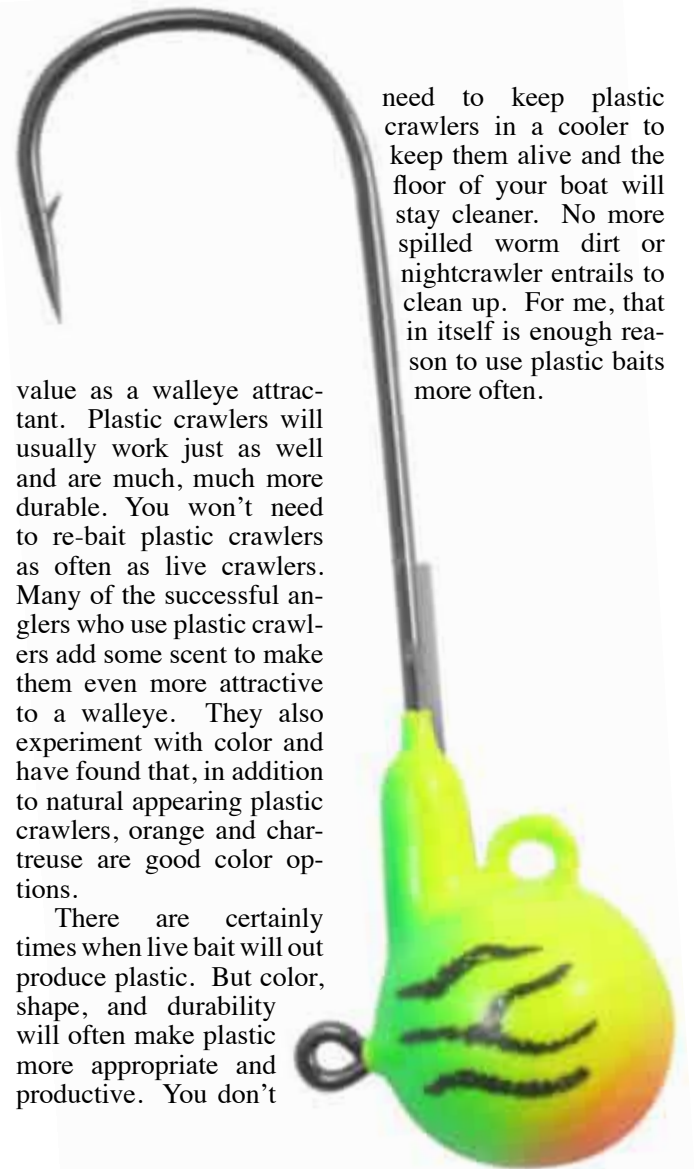 value as a walleye attrac-
tant. Plastic crawlers will
usually work just as well
and are much, much more
durable. You won’t need
to re-bait plastic crawlers
as often as live crawlers.
Many of the successful an-
glers who use plastic crawl-
ers add some scent to make
them even more attractive
to a walleye. They also
experiment with color and
have found that, in addition
to natural appearing plastic
crawlers, orange and char-
treuse are good color op-
tions.
There are certainly
times when live bait will out
produce plastic. But color,
shape, and durability
will often make plastic
more appropriate and
productive. You don’t
need to keep plastic
crawlers in a cooler to
keep them alive and the
floor of your boat will
stay cleaner. No more
spilled worm dirt or
nightcrawler entrails to
clean up. For me, that
in itself is enough rea-
son to use plastic baits
more often.